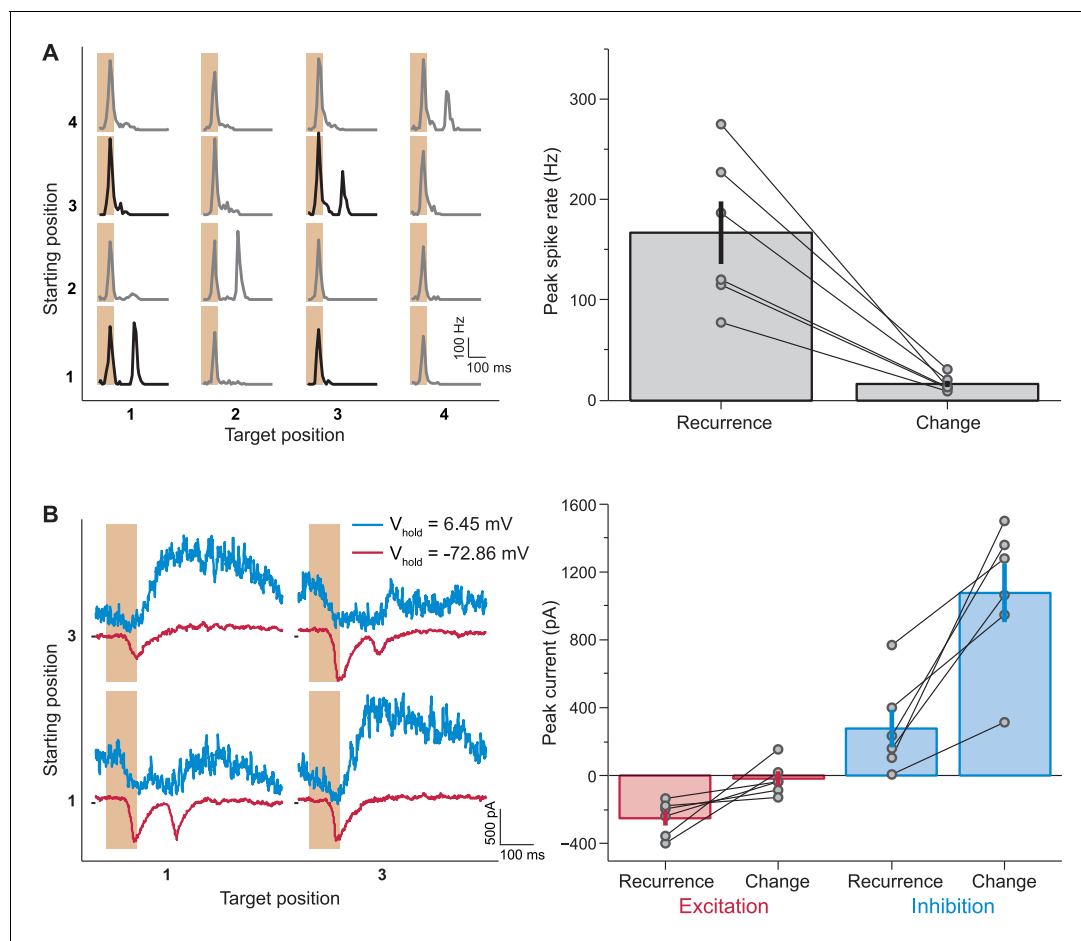 A
Starting position
4
3
2
1
100 Hz
100 ms
1
2
3
4
Target position
Peak spike rate (Hz)
300
200
100
0
Recurrence
Change
B
V hold = 6.45 mV
V hold = -72.86 mV
Starting position
3
1
500 pA
100 ms
1
3
Target position
Peak current (pA)
1600
1200
800
400
0
−400
Recurrence
Change
Recurrence
Change
Excitation
Inhibition